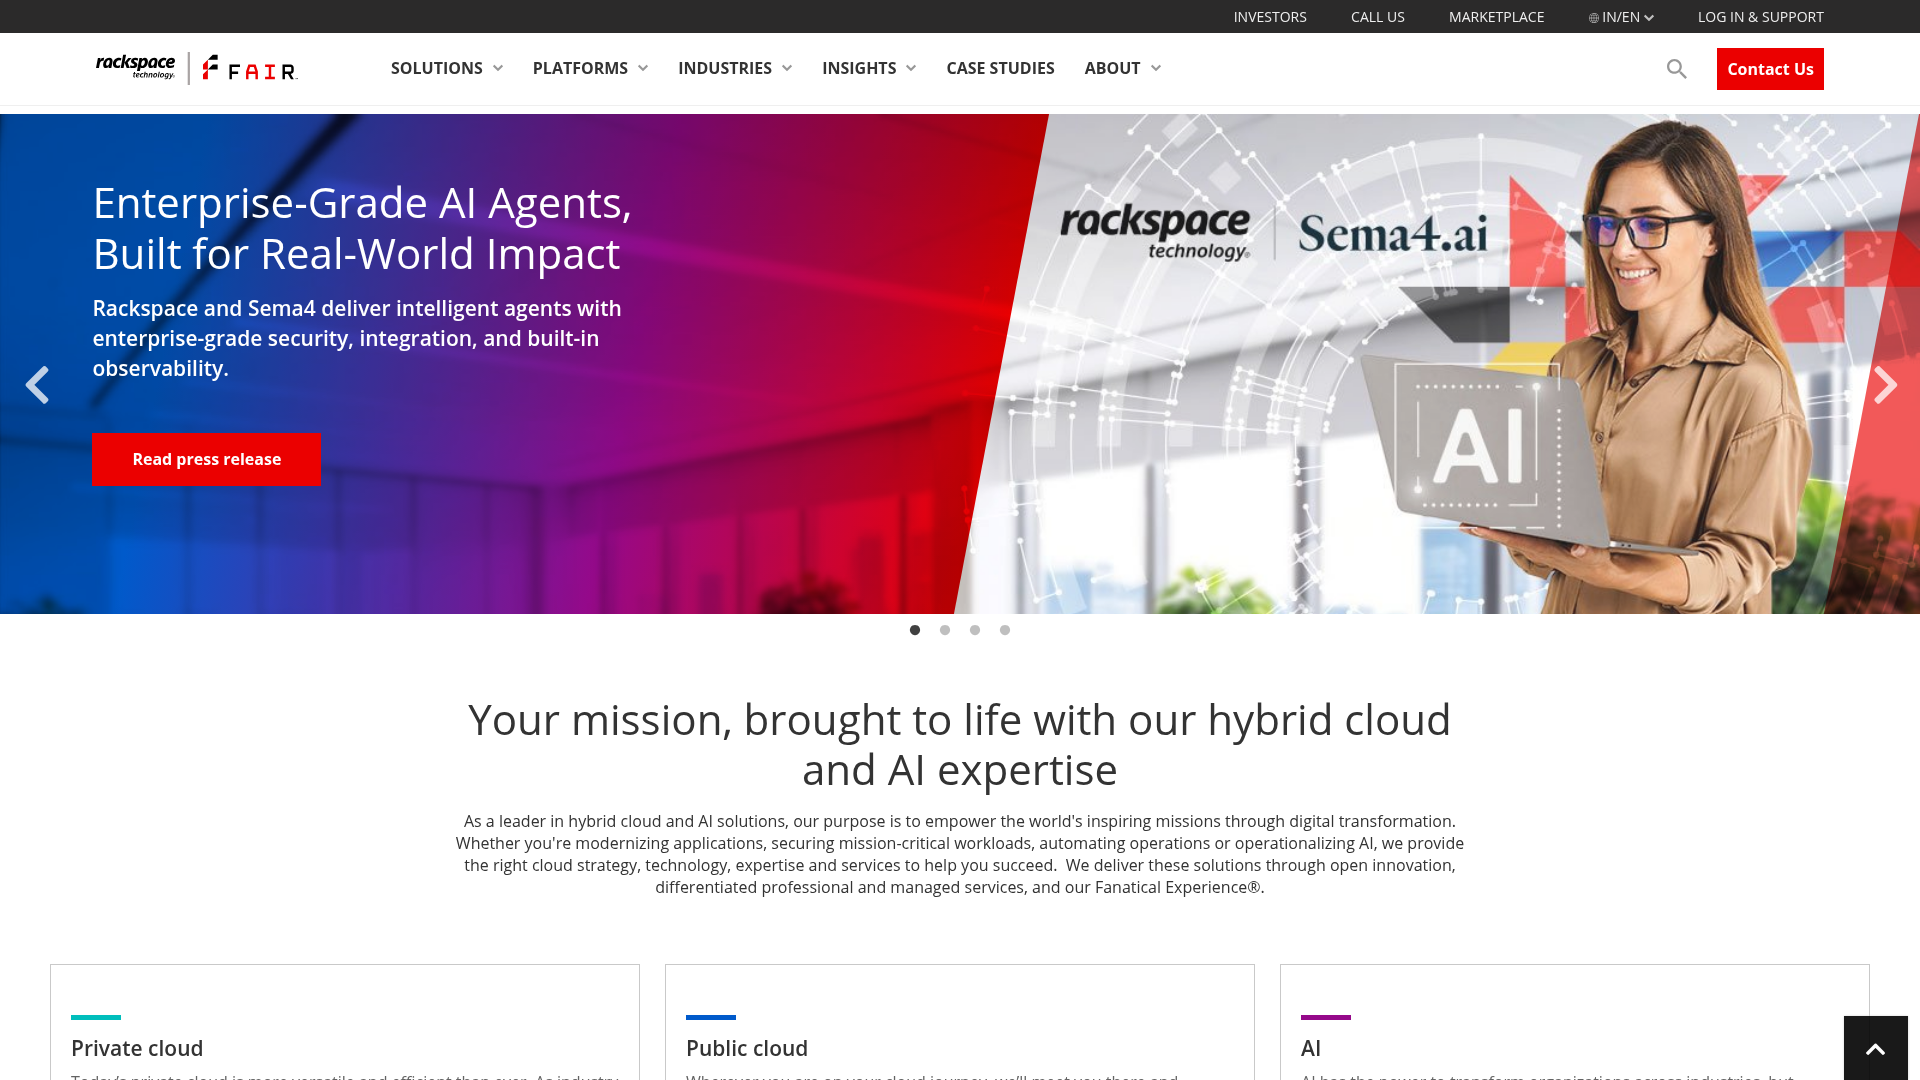 INVESTORS CALL US MARKETPLACE IN/EN LOG IN & SUPPORT
rackspace technology FAIR SOLUTIONS PLATFORMS INDUSTRIES INSIGHTS CASE STUDIES ABOUT Contact Us
Enterprise-Grade AI Agents,
Built for Real-World Impact
Rackspace and Sema4 deliver intelligent agents with
enterprise-grade security, integration, and built-in
observability.
Read press release
rackspace
technology
Sema4.ai
AI
Your mission, brought to life with our hybrid cloud
and AI expertise
As a leader in hybrid cloud and AI solutions, our purpose is to empower the world's inspiring missions through digital transformation.
Whether you're modernizing applications, securing mission-critical workloads, automating operations or operationalizing AI, we provide
the right cloud strategy, technology, expertise and services to help you succeed.  We deliver these solutions through open innovation,
differentiated professional and managed services, and our Fanatical Experience®.
Private cloud
Public cloud
AI